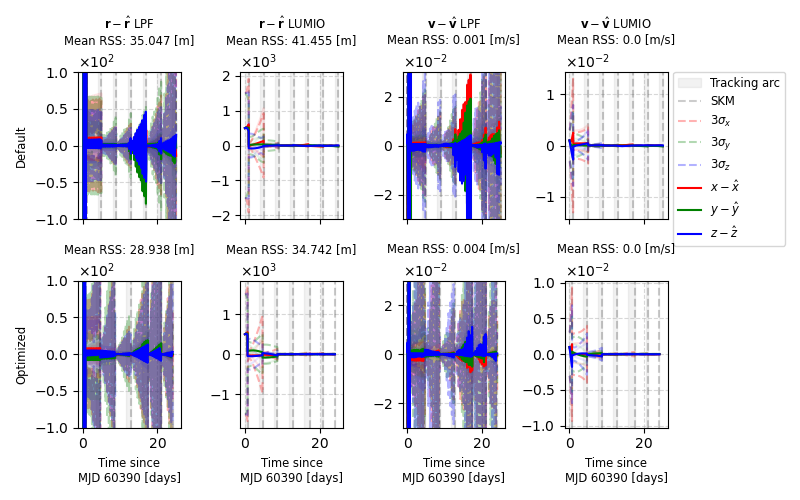 r − r̂ LPF
Mean RSS: 35.047 [m]
r − r̂ LUMIO
Mean RSS: 41.455 [m]
v − v̂ LPF
Mean RSS: 0.001 [m/s]
v − v̂ LUMIO
Mean RSS: 0.0 [m/s]
×10²
×10³
×10⁻²
×10⁻²
Default
1.0
0.5
0.0
−0.5
−1.0
2
1
0
−1
−2
2
0
−2
1
0
−1
Tracking arc
SKM
3σₓ
3σ_y
3σ_z
x − x̂
y − ŷ
z − ẑ
Mean RSS: 28.938 [m]
Mean RSS: 34.742 [m]
Mean RSS: 0.004 [m/s]
Mean RSS: 0.0 [m/s]
×10²
×10³
×10⁻²
×10⁻²
Optimized
1.0
0.5
0.0
−0.5
−1.0
1
0
−1
2
0
−2
1.0
0.5
0.0
−0.5
−1.0
0 20
0 20
0 20
0 20
Time since
MJD 60390 [days]
Time since
MJD 60390 [days]
Time since
MJD 60390 [days]
Time since
MJD 60390 [days]